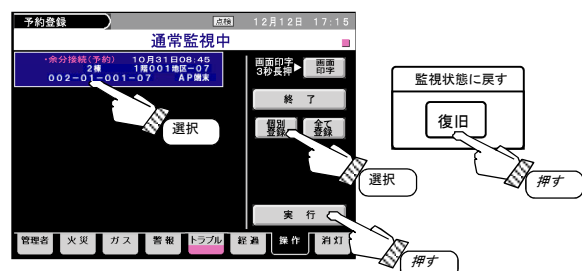 予約登録
点検
12月12日 17:15
通常監視中
・余分接続(予約) 10月31日08:45
2棟 1階001地区-07
002-01-001-07 AP端末
選択
画面印字
3秒長押▶
画面
印字
終 了
個別
登録
全て
登録
選択
実 行
押す
管理者
火災
ガス
警報
トラブル
経過
操作
消灯
監視状態に戻す
復旧
押す